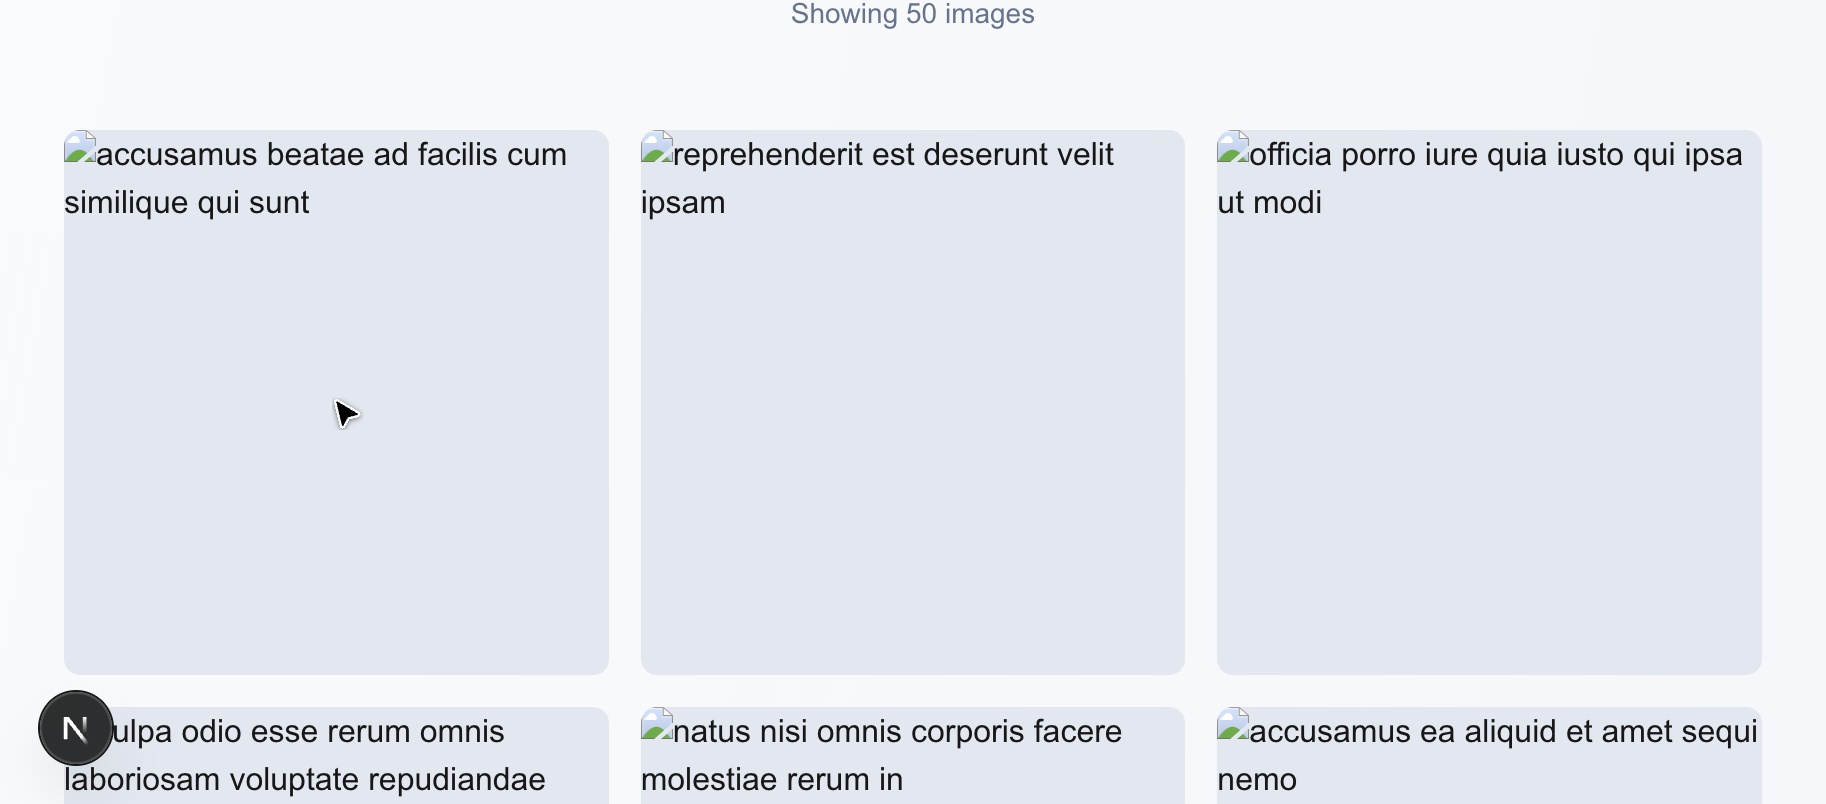 Showing 50 images
accusamus beatae ad facilis cum
similique qui sunt
reprehenderit est deserunt velit
ipsam
officia porro iure quia iusto qui ipsa
ut modi
ulpa odio esse rerum omnis
laboriosam voluptate repudiandae
natus nisi omnis corporis facere
molestiae rerum in
accusamus ea aliquid et amet sequi
nemo
N